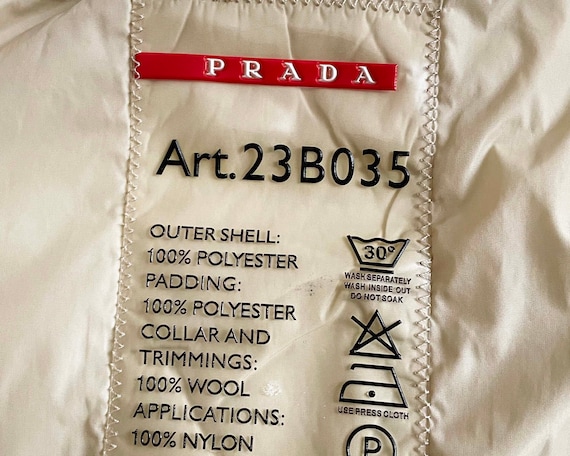 PRADA
Art.23B035
OUTER SHELL:
100% POLYESTER
PADDING:
100% POLYESTER
COLLAR AND
TRIMMINGS:
100% WOOL
APPLICATIONS:
100% NYLON
30°
WASH SEPARATELY
WASH INSIDE OUT
DO NOT SOAK
USE PRESS CLOTH
P